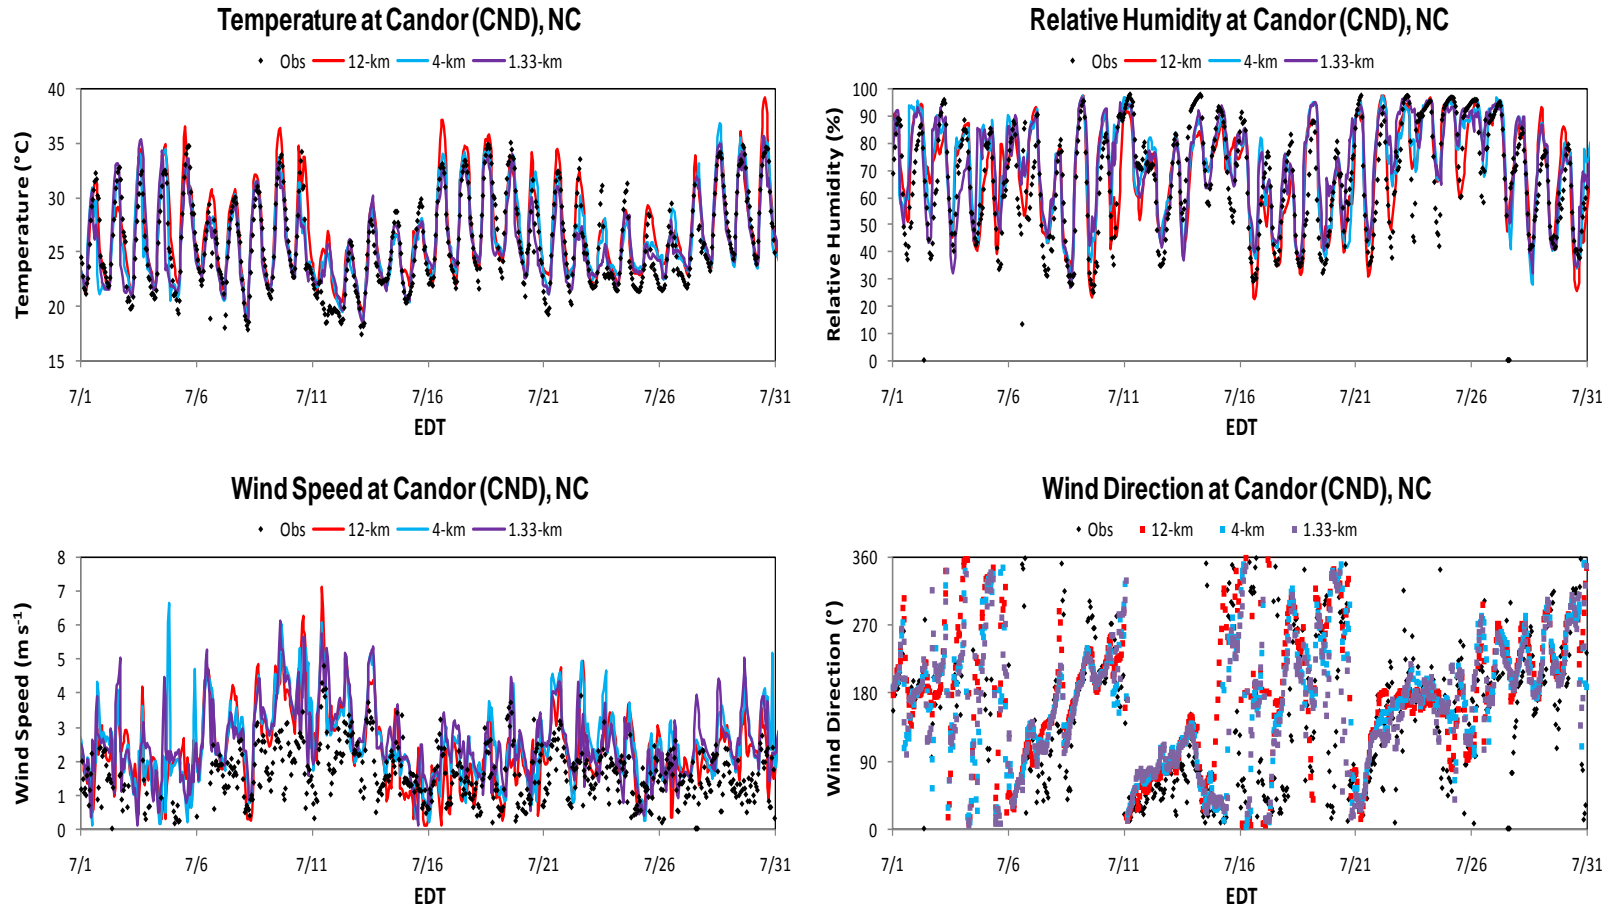 Temperature at Candor (CND), NC
Obs 12-km 4-km 1.33-km
Temperature (°C)
40
35
30
25
20
15
7/1 7/6 7/11 7/16 7/21 7/26 7/31
EDT
Relative Humidity at Candor (CND), NC
Obs 12-km 4-km 1.33-km
Relative Humidity (%)
100
90
80
70
60
50
40
30
20
10
0
7/1 7/6 7/11 7/16 7/21 7/26 7/31
EDT
Wind Speed at Candor (CND), NC
Obs 12-km 4-km 1.33-km
Wind Speed (m s⁻¹)
8
7
6
5
4
3
2
1
0
7/1 7/6 7/11 7/16 7/21 7/26 7/31
EDT
Wind Direction at Candor (CND), NC
Obs 12-km 4-km 1.33-km
Wind Direction (°)
360
270
180
90
0
7/1 7/6 7/11 7/16 7/21 7/26 7/31
EDT